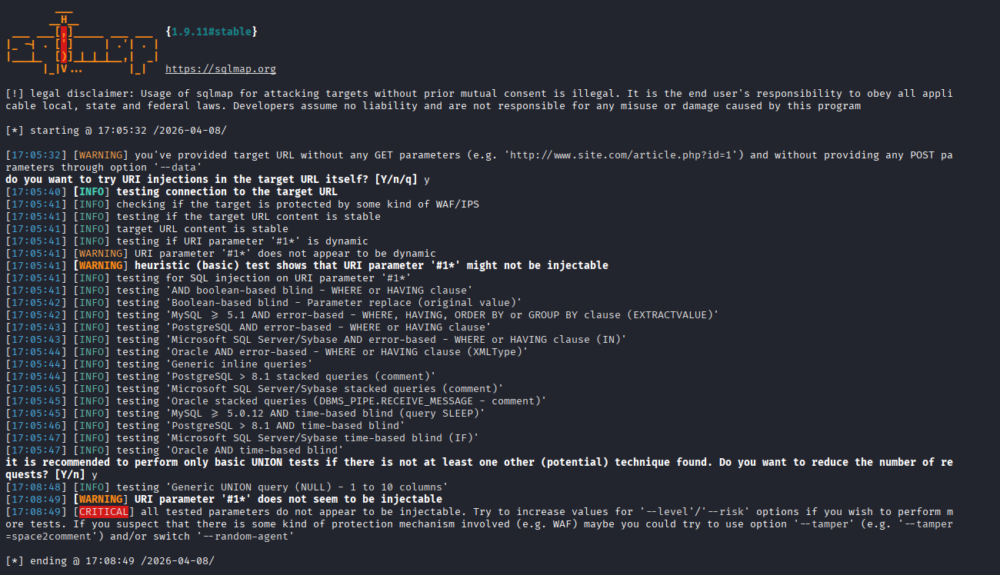 ___
       __H__
 ___ ___[,]_____ ___ ___  {1.9.11#stable}
|_ -| . [']     | .'| . |
|___|_  [)]_|_|_|__,|  _|
      |_|V...       |_|   https://sqlmap.org
[!] legal disclaimer: Usage of sqlmap for attacking targets without prior mutual consent is illegal. It is the end user's responsibility to obey all appli
cable local, state and federal laws. Developers assume no liability and are not responsible for any misuse or damage caused by this program
[*] starting @ 17:05:32 /2026-04-08/
[17:05:32] [WARNING] you've provided target URL without any GET parameters (e.g. 'http://www.site.com/article.php?id=1') and without providing any POST pa
rameters through option '--data'
do you want to try URI injections in the target URL itself? [Y/n/q] y
[17:05:40] [INFO] testing connection to the target URL
[17:05:41] [INFO] checking if the target is protected by some kind of WAF/IPS
[17:05:41] [INFO] testing if the target URL content is stable
[17:05:41] [INFO] target URL content is stable
[17:05:41] [INFO] testing if URI parameter '#1*' is dynamic
[17:05:41] [WARNING] URI parameter '#1*' does not appear to be dynamic
[17:05:41] [WARNING] heuristic (basic) test shows that URI parameter '#1*' might not be injectable
[17:05:41] [INFO] testing for SQL injection on URI parameter '#1*'
[17:05:41] [INFO] testing 'AND boolean-based blind - WHERE or HAVING clause'
[17:05:42] [INFO] testing 'Boolean-based blind - Parameter replace (original value)'
[17:05:42] [INFO] testing 'MySQL >= 5.1 AND error-based - WHERE, HAVING, ORDER BY or GROUP BY clause (EXTRACTVALUE)'
[17:05:43] [INFO] testing 'PostgreSQL AND error-based - WHERE or HAVING clause'
[17:05:43] [INFO] testing 'Microsoft SQL Server/Sybase AND error-based - WHERE or HAVING clause (IN)'
[17:05:44] [INFO] testing 'Oracle AND error-based - WHERE or HAVING clause (XMLType)'
[17:05:44] [INFO] testing 'Generic inline queries'
[17:05:44] [INFO] testing 'PostgreSQL > 8.1 stacked queries (comment)'
[17:05:45] [INFO] testing 'Microsoft SQL Server/Sybase stacked queries (comment)'
[17:05:45] [INFO] testing 'Oracle stacked queries (DBMS_PIPE.RECEIVE_MESSAGE - comment)'
[17:05:45] [INFO] testing 'MySQL >= 5.0.12 AND time-based blind (query SLEEP)'
[17:05:46] [INFO] testing 'PostgreSQL > 8.1 AND time-based blind'
[17:05:47] [INFO] testing 'Microsoft SQL Server/Sybase time-based blind (IF)'
[17:05:47] [INFO] testing 'Oracle AND time-based blind'
it is recommended to perform only basic UNION tests if there is not at least one other (potential) technique found. Do you want to reduce the number of re
quests? [Y/n] y
[17:08:48] [INFO] testing 'Generic UNION query (NULL) - 1 to 10 columns'
[17:08:49] [WARNING] URI parameter '#1*' does not seem to be injectable
[17:08:49] [CRITICAL] all tested parameters do not appear to be injectable. Try to increase values for '--level'/'--risk' options if you wish to perform m
ore tests. If you suspect that there is some kind of protection mechanism involved (e.g. WAF) maybe you could try to use option '--tamper' (e.g. '--tamper
=space2comment') and/or switch '--random-agent'
[*] ending @ 17:08:49 /2026-04-08/